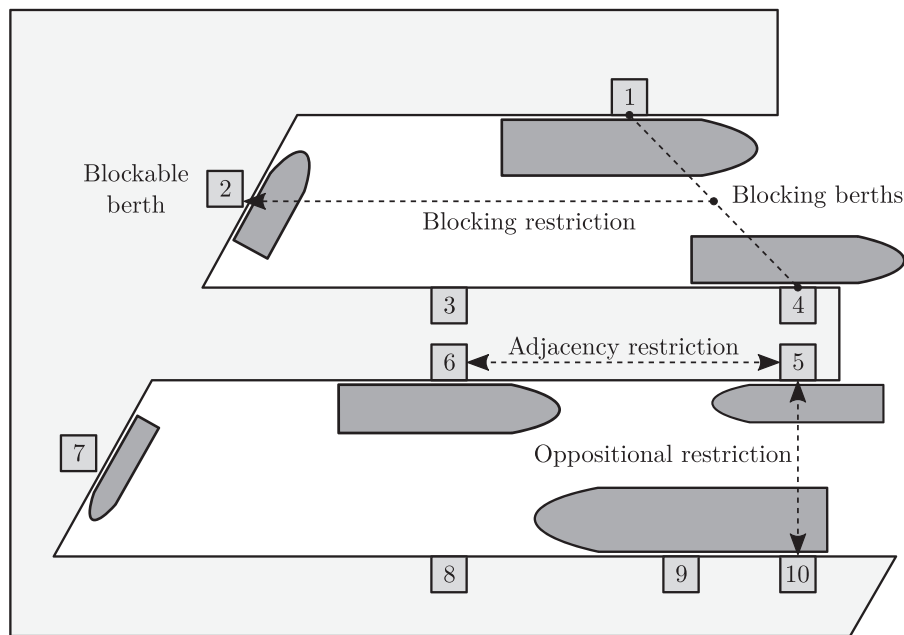 1
Blockable
berth
2
Blocking berths
Blocking restriction
3
4
Adjacency restriction
6
5
7
Oppositional restriction
8
9
10